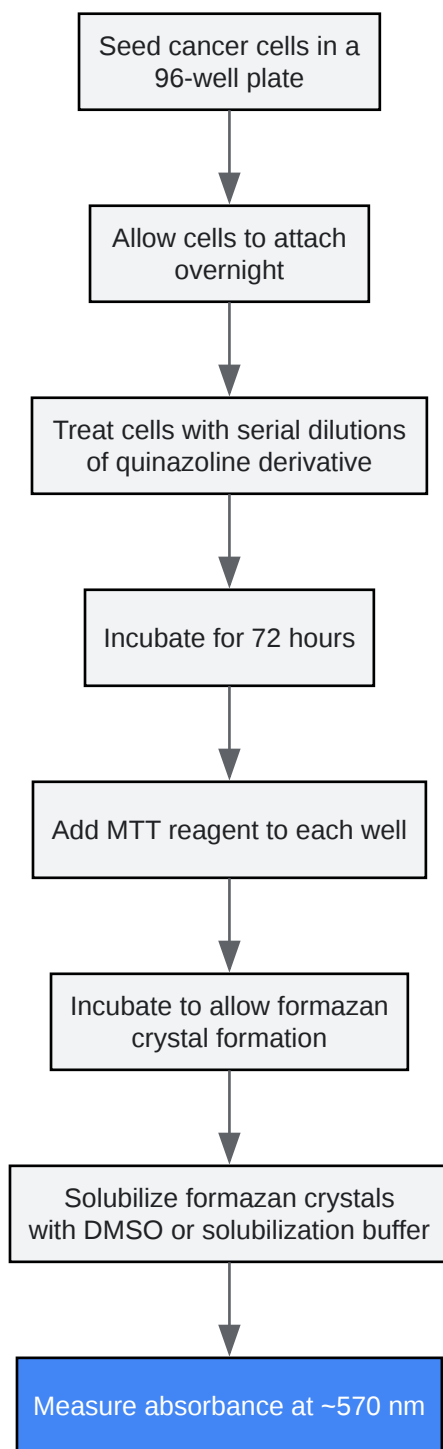 Seed cancer cells in a
96-well plate
Allow cells to attach
overnight
Treat cells with serial dilutions
of quinazoline derivative
Incubate for 72 hours
Add MTT reagent to each well
Incubate to allow formazan
crystal formation
Solubilize formazan crystals
with DMSO or solubilization buffer
Measure absorbance at ~570 nm